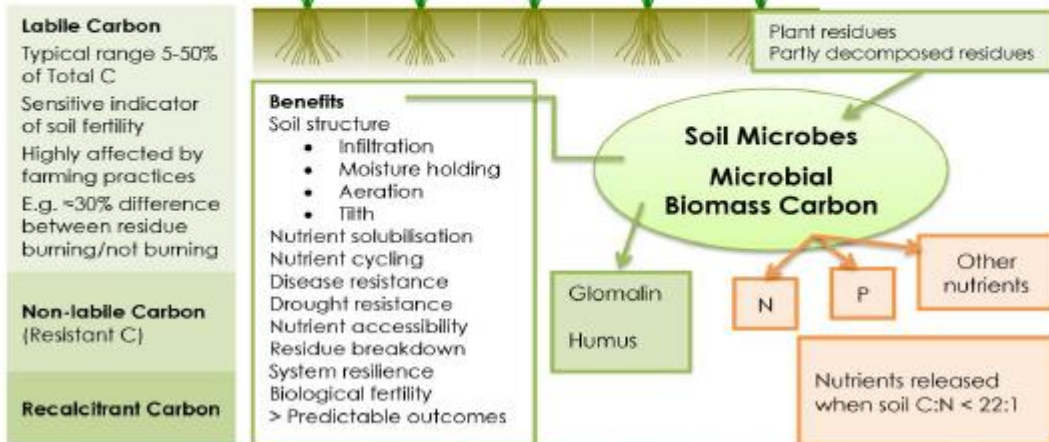 Labile Carbon
Typical range 5-50%
of Total C
Sensitive indicator
of soil fertility
Highly affected by
farming practices
E.g. ≈30% difference
between residue
burning/not burning
Non-labile Carbon
(Resistant C)
Recalcitrant Carbon
Benefits
Soil structure
• Infiltration
• Moisture holding
• Aeration
• Tilth
Nutrient solubilisation
Nutrient cycling
Disease resistance
Drought resistance
Nutrient accessibility
Residue breakdown
System resilience
Biological fertility
> Predictable outcomes
Plant residues
Partly decomposed residues
Soil Microbes
Microbial
Biomass Carbon
Glomalin
Humus
N
P
Other
nutrients
Nutrients released
when soil C:N < 22:1